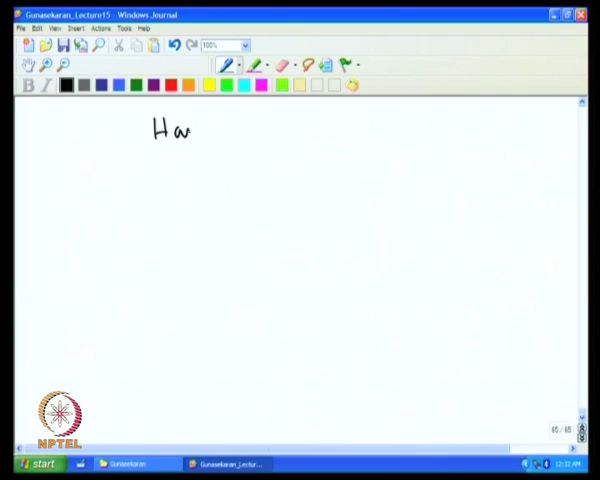 Gunasekaran_Lecture15 - Windows Journal
File Edit View Insert Actions Tools Help
100%
B I
Ha
65 / 65
NPTEL
start Gunasekaran Gunasekaran_Lectur... 12:32 AM